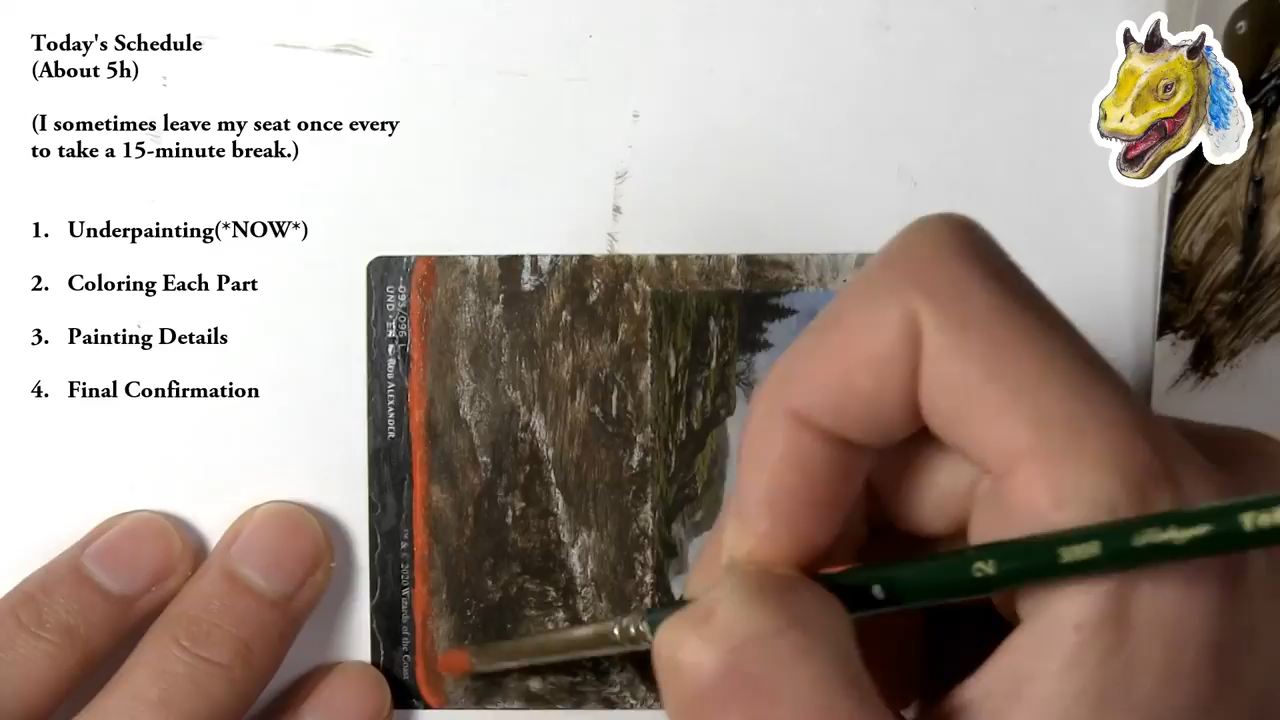 Today's Schedule
(About 5h)
(I sometimes leave my seat once every
to take a 15-minute break.)
1. Underpainting(*NOW*)
2. Coloring Each Part
3. Painting Details
4. Final Confirmation
095/096 L
UND • EN ROB ALEXANDER
™ & © 2020 Wizards of the Coast
2